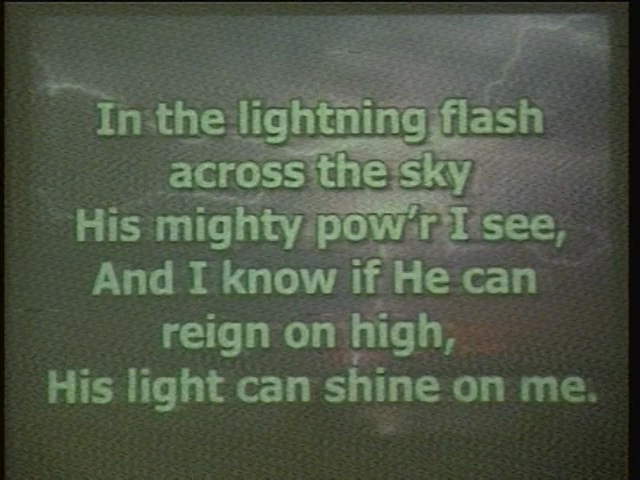 In the lightning flash
across the sky
His mighty pow'r I see,
And I know if He can
reign on high,
His light can shine on me.